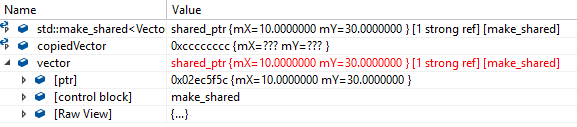 Name Value
std::make_shared<Vector shared_ptr {mX=10.0000000 mY=30.0000000 } [1 strong ref] [make_shared]
copiedVector 0xcccccccc {mX=??? mY=??? }
vector shared_ptr {mX=10.0000000 mY=30.0000000 } [1 strong ref] [make_shared]
[ptr] 0x02ec5f5c {mX=10.0000000 mY=30.0000000 }
[control block] make_shared
[Raw View] {...}